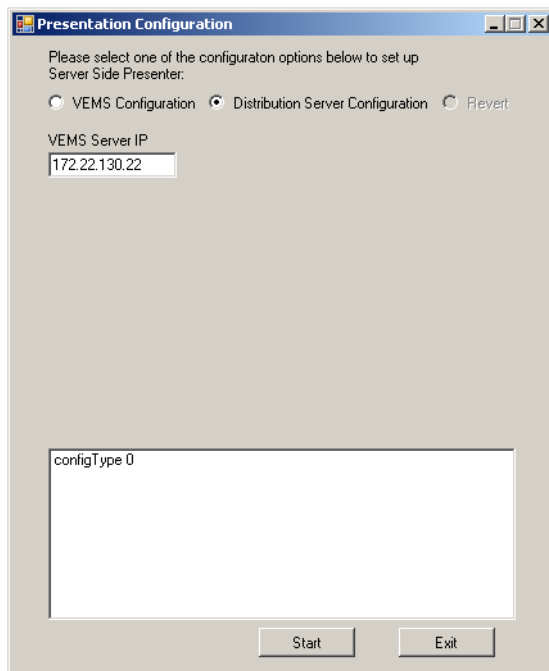 Presentation Configuration
Please select one of the configuraton options below to set up
Server Side Presenter:
VEMS Configuration Distribution Server Configuration Revert
VEMS Server IP
172.22.130.22
configType 0
Start Exit